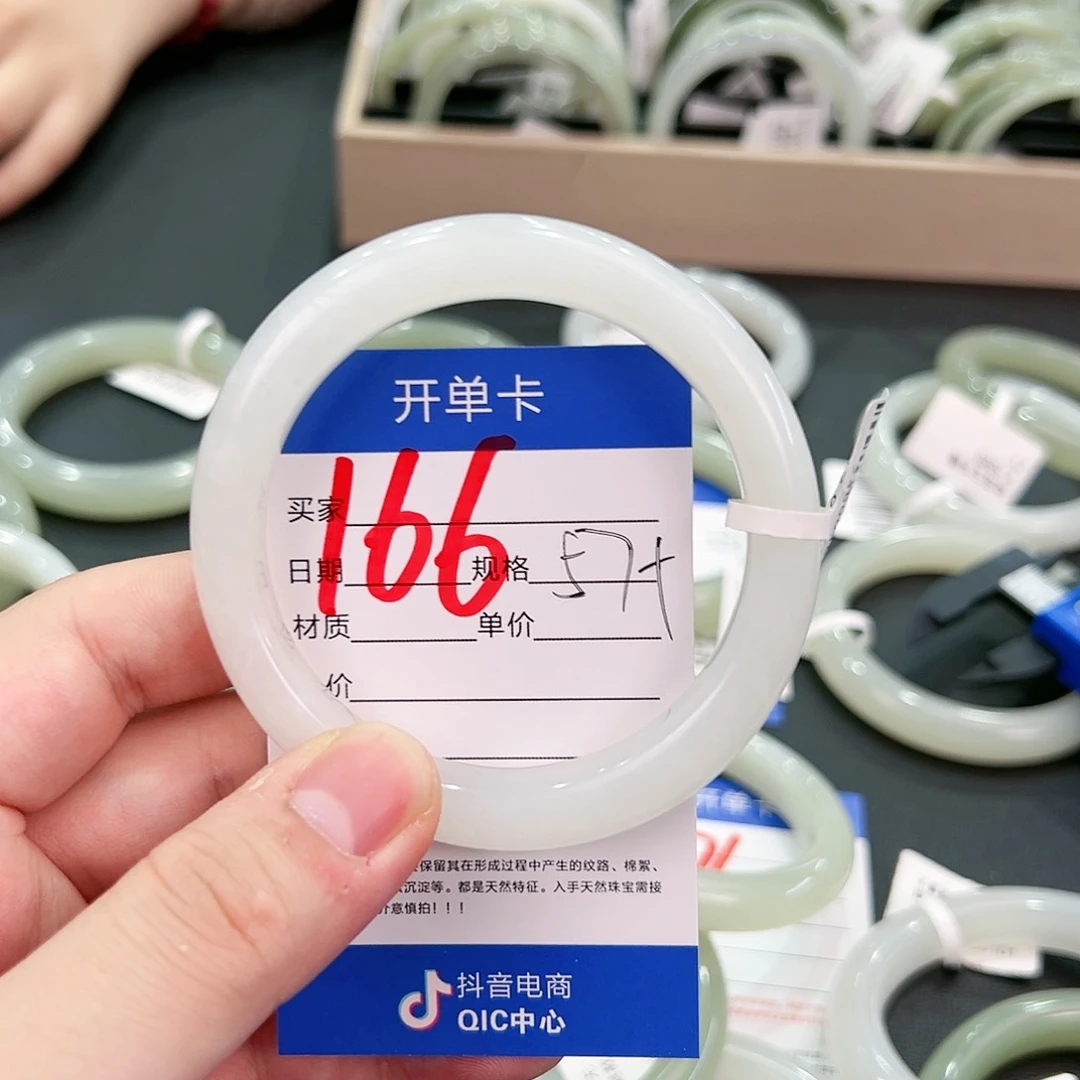 开单卡
166
买家
日期 规格 57+
材质 单价
价
保留其在形成过程中产生的纹路、棉絮、
沉淀等。都是天然特征。入手天然珠宝需接
介意慎拍!!!
抖音电商
QIC中心
开单卡